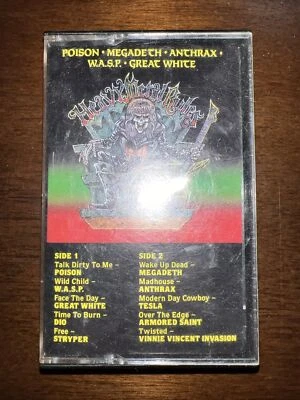 POISON • MEGADETH • ANTHRAX •
W.A.S.P. • GREAT WHITE
SIDE 1
Talk Dirty To Me –
POISON
Wild Child –
W.A.S.P.
Face The Day –
GREAT WHITE
Time To Burn –
DIO
Free –
STRYPER
SIDE 2
Wake Up Dead –
MEGADETH
Madhouse –
ANTHRAX
Modern Day Cowboy –
TESLA
Over The Edge –
ARMORED SAINT
Twisted –
VINNIE VINCENT INVASION